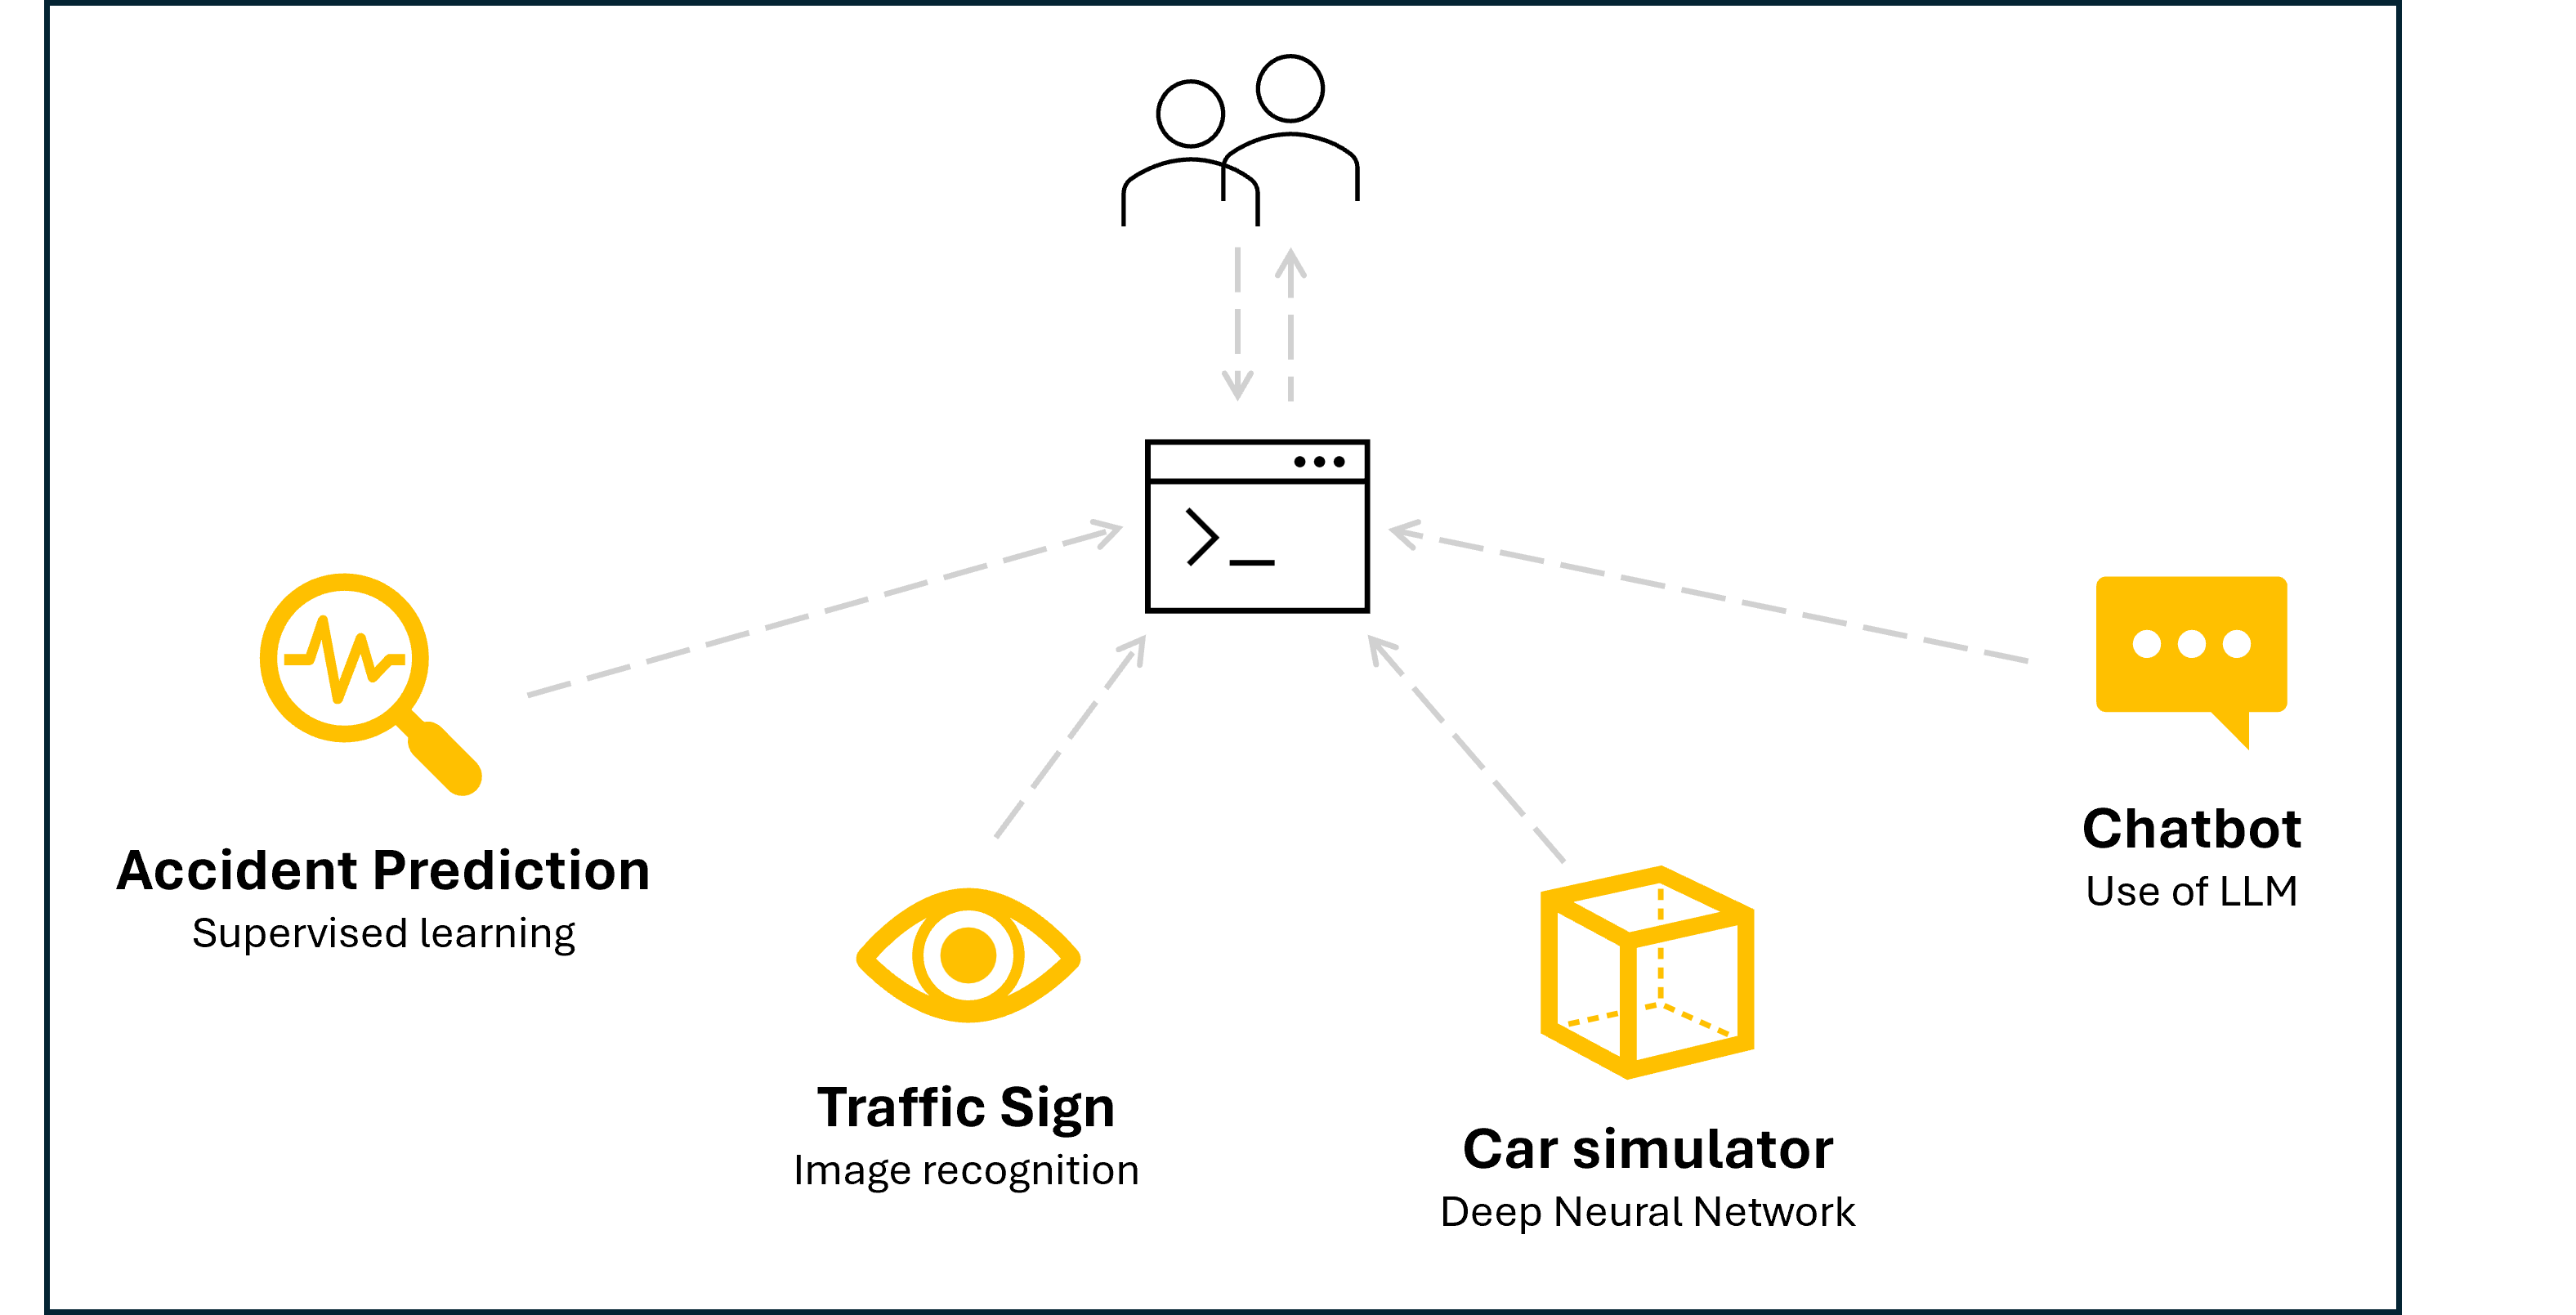 >_
Accident Prediction
Supervised learning
Traffic Sign
Image recognition
Car simulator
Deep Neural Network
Chatbot
Use of LLM